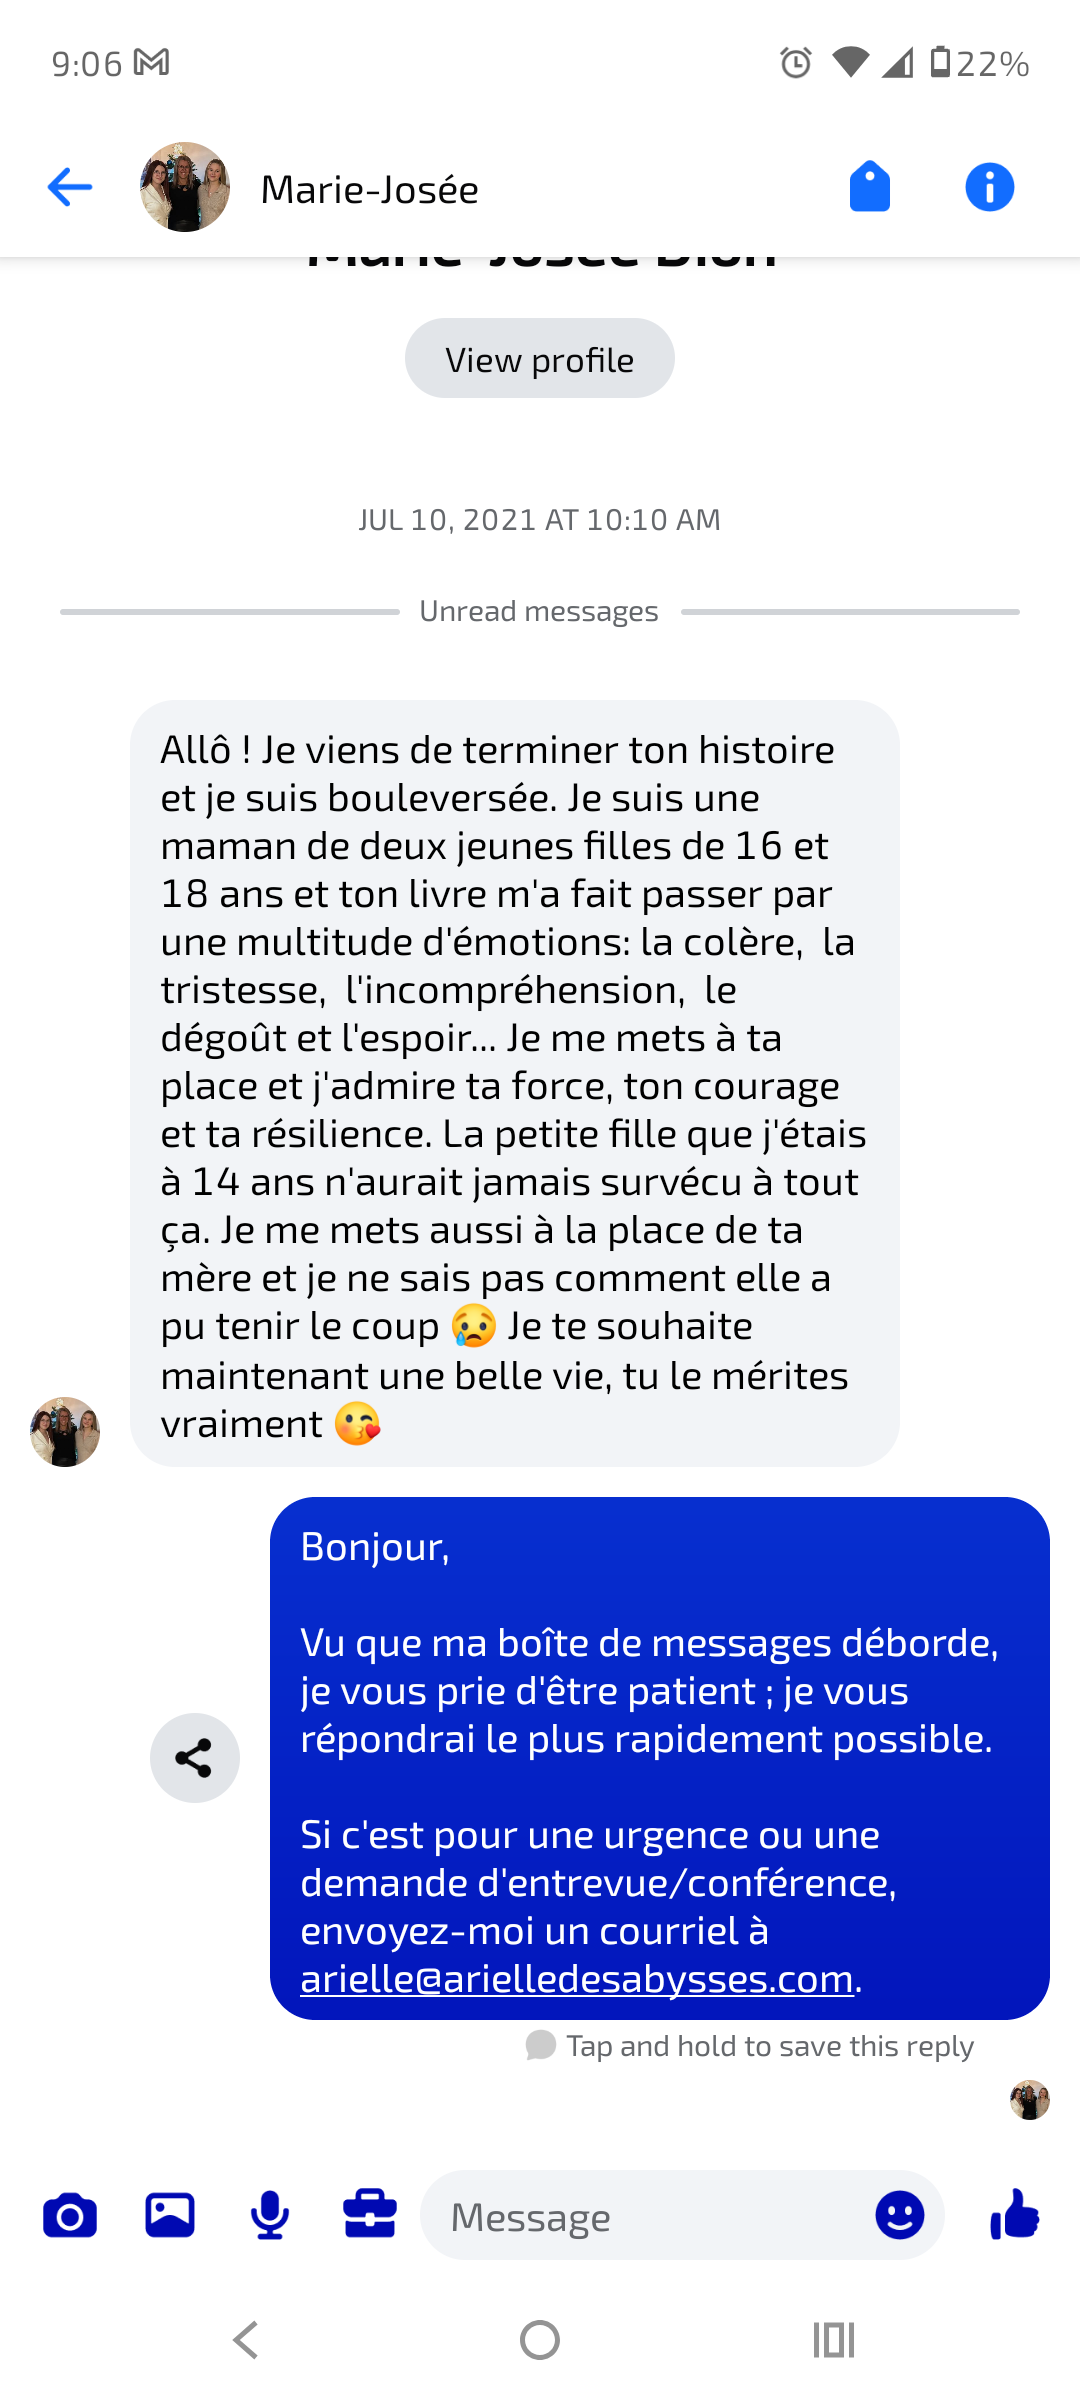 9:06
22%
Marie-Josée
Marie-Josée Dion
View profile
JUL 10, 2021 AT 10:10 AM
Unread messages
Allô ! Je viens de terminer ton histoire
et je suis bouleversée. Je suis une
maman de deux jeunes filles de 16 et
18 ans et ton livre m'a fait passer par
une multitude d'émotions: la colère,  la
tristesse,  l'incompréhension,  le
dégoût et l'espoir... Je me mets à ta
place et j'admire ta force, ton courage
et ta résilience. La petite fille que j'étais
à 14 ans n'aurait jamais survécu à tout
ça. Je me mets aussi à la place de ta
mère et je ne sais pas comment elle a
pu tenir le coup 😢 Je te souhaite
maintenant une belle vie, tu le mérites
vraiment 😘
Bonjour,
Vu que ma boîte de messages déborde,
je vous prie d'être patient ; je vous
répondrai le plus rapidement possible.
Si c'est pour une urgence ou une
demande d'entrevue/conférence,
envoyez-moi un courriel à
arielle@arielledesabysses.com.
Tap and hold to save this reply
Message